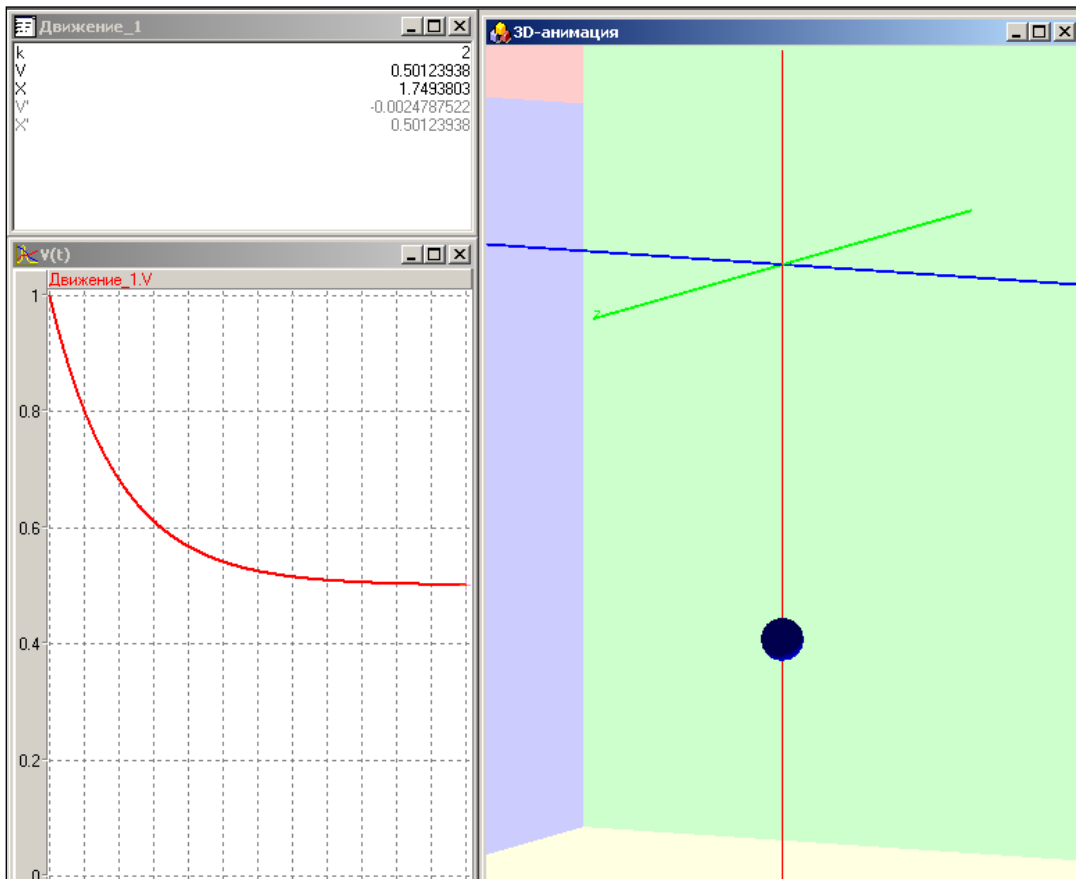 Движение_1
k 2
V 0.50123938
X 1.7493803
V' -0.0024787522
X' 0.50123938
V(t)
Движение_1.V
1
0.8
0.6
0.4
0.2
0
3D-анимация
z